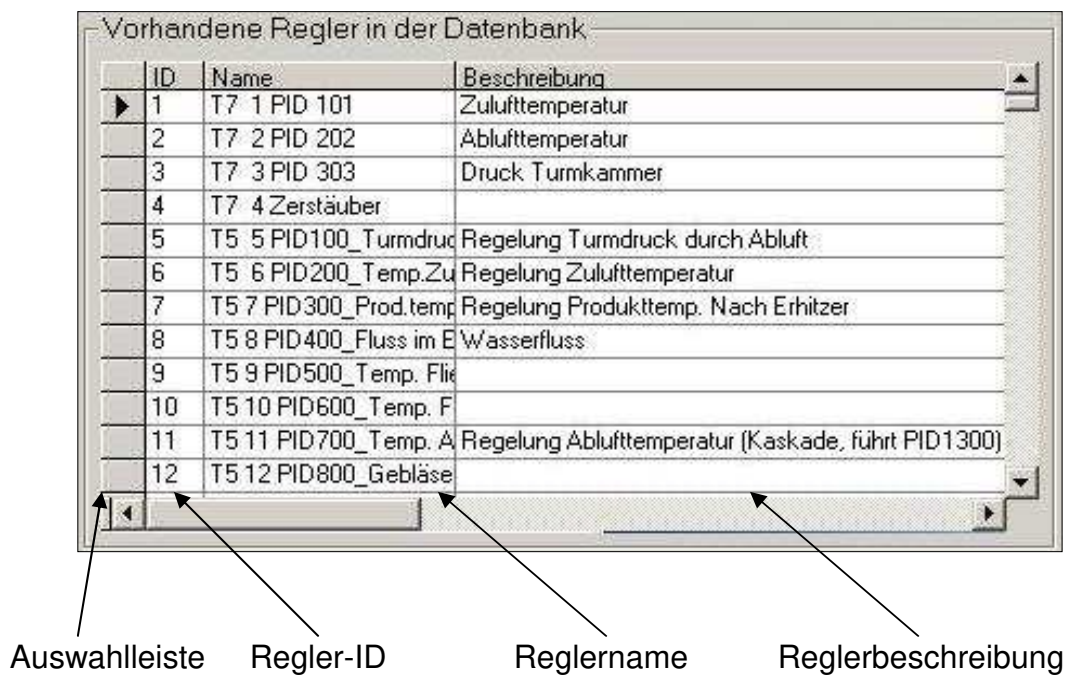 Vorhandene Regler in der Datenbank
ID Name Beschreibung
1 T7 1 PID 101 Zulufttemperatur
2 T7 2 PID 202 Ablufttemperatur
3 T7 3 PID 303 Druck Turmkammer
4 T7 4 Zerstäuber
5 T5 5 PID100_Turmdruc Regelung Turmdruck durch Abluft
6 T5 6 PID200_Temp.Zu Regelung Zulufttemperatur
7 T5 7 PID300_Prod.temp Regelung Produkttemp. Nach Erhitzer
8 T5 8 PID400_Fluss im E Wasserfluss
9 T5 9 PID500_Temp. Flie
10 T5 10 PID600_Temp. F
11 T5 11 PID700_Temp. A Regelung Ablufttemperatur (Kaskade, führt PID1300)
12 T5 12 PID800_Gebläse
Auswahlleiste Regler-ID Reglername Reglerbeschreibung